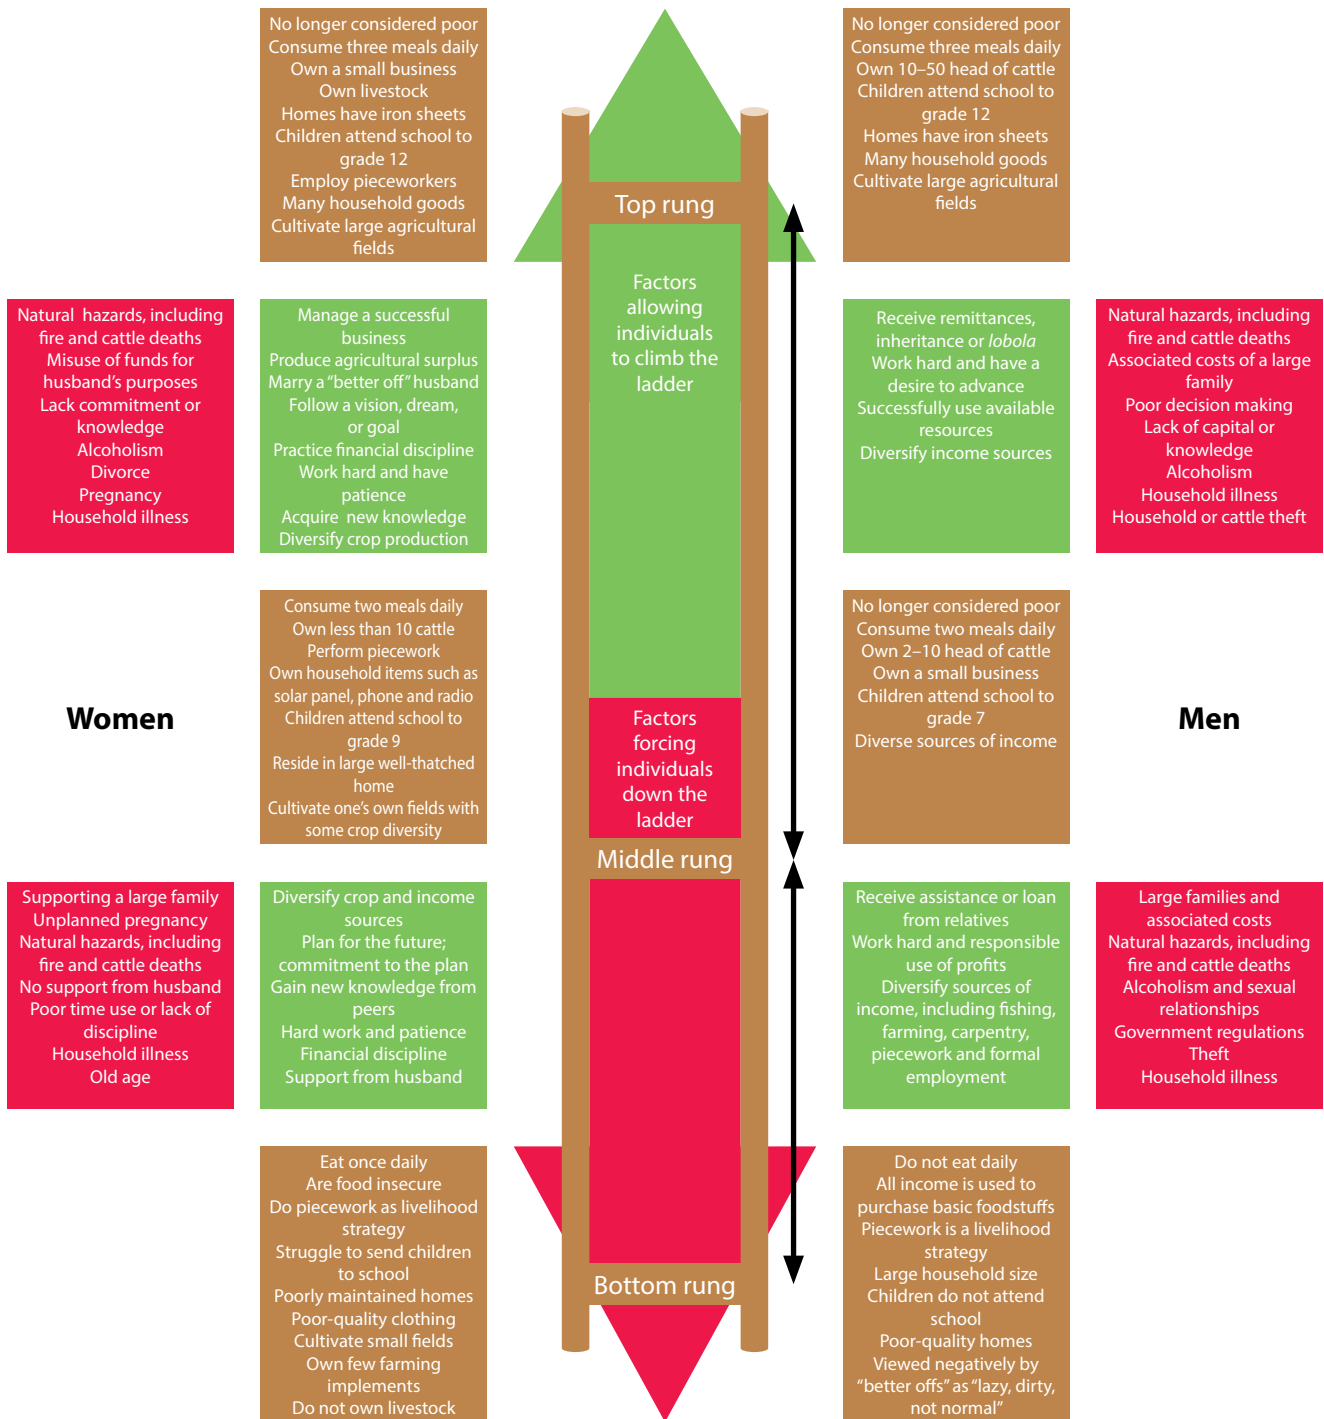 No longer considered poor
Consume three meals daily
Own a small business
Own livestock
Homes have iron sheets
Children attend school to
grade 12
Employ pieceworkers
Many household goods
Cultivate large agricultural
fields
Top rung
No longer considered poor
Consume three meals daily
Own 10–50 head of cattle
Children attend school to
grade 12
Homes have iron sheets
Many household goods
Cultivate large agricultural
fields
Natural hazards, including
fire and cattle deaths
Misuse of funds for
husband’s purposes
Lack commitment or
knowledge
Alcoholism
Divorce
Pregnancy
Household illness
Manage a successful
business
Produce agricultural surplus
Marry a “better off” husband
Follow a vision, dream,
or goal
Practice financial discipline
Work hard and have
patience
Acquire new knowledge
Diversify crop production
Factors
allowing
individuals
to climb the
ladder
Receive remittances,
inheritance or lobola
Work hard and have a
desire to advance
Successfully use available
resources
Diversify income sources
Natural hazards, including
fire and cattle deaths
Associated costs of a large
family
Poor decision making
Lack of capital or
knowledge
Alcoholism
Household illness
Household or cattle theft
Women
Consume two meals daily
Own less than 10 cattle
Perform piecework
Own household items such as
solar panel, phone and radio
Children attend school to
grade 9
Reside in large well-thatched
home
Cultivate one’s own fields with
some crop diversity
Factors
forcing
individuals
down the
ladder
Middle rung
No longer considered poor
Consume two meals daily
Own 2–10 head of cattle
Own a small business
Children attend school to
grade 7
Diverse sources of income
Men
Supporting a large family
Unplanned pregnancy
Natural hazards, including
fire and cattle deaths
No support from husband
Poor time use or lack of
discipline
Household illness
Old age
Diversify crop and income
sources
Plan for the future;
commitment to the plan
Gain new knowledge from
peers
Hard work and patience
Financial discipline
Support from husband
Receive assistance or loan
from relatives
Work hard and responsible
use of profits
Diversify sources of
income, including fishing,
farming, carpentry,
piecework and formal
employment
Large families and
associated costs
Natural hazards, including
fire and cattle deaths
Alcoholism and sexual
relationships
Government regulations
Theft
Household illness
Eat once daily
Are food insecure
Do piecework as livelihood
strategy
Struggle to send children
to school
Poorly maintained homes
Poor-quality clothing
Cultivate small fields
Own few farming
implements
Do not own livestock
Bottom rung
Do not eat daily
All income is used to
purchase basic foodstuffs
Piecework is a livelihood
strategy
Large household size
Children do not attend
school
Poor-quality homes
Viewed negatively by
“better offs” as “lazy, dirty,
not normal”